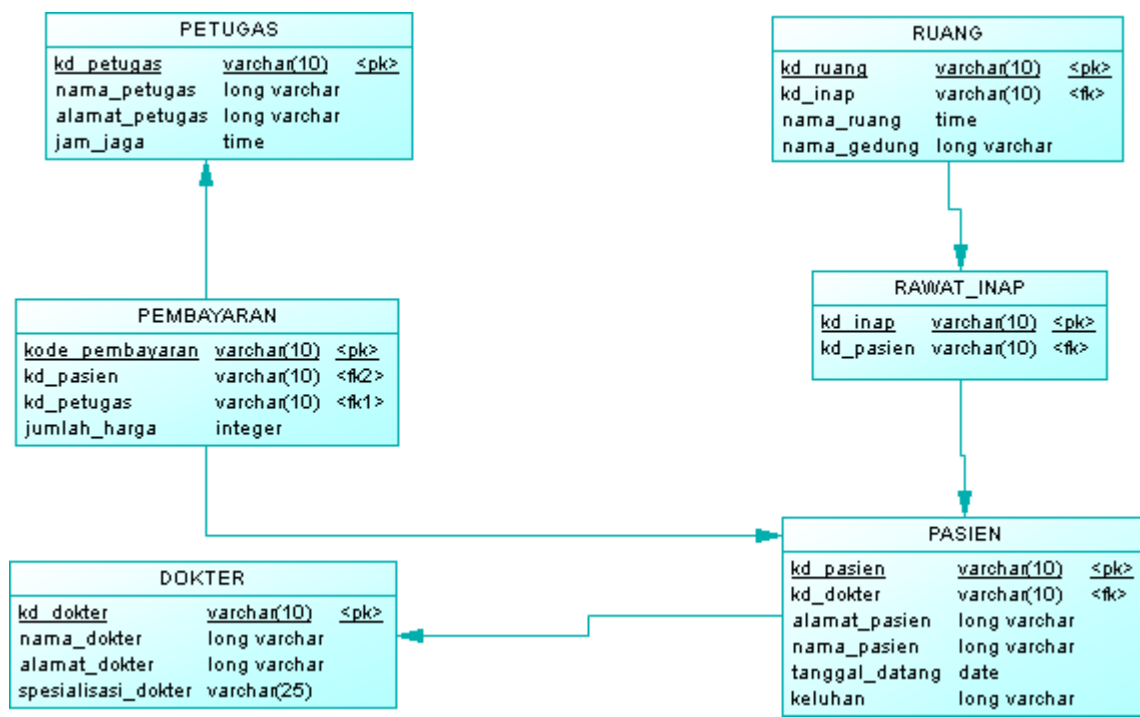 PETUGAS
kd_petugas varchar(10) <pk>
nama_petugas long varchar
alamat_petugas long varchar
jam_jaga time
RUANG
kd_ruang varchar(10) <pk>
kd_inap varchar(10) <fk>
nama_ruang time
nama_gedung long varchar
RAWAT_INAP
kd_inap varchar(10) <pk>
kd_pasien varchar(10) <fk>
PEMBAYARAN
kode_pembayaran varchar(10) <pk>
kd_pasien varchar(10) <fk2>
kd_petugas varchar(10) <fk1>
jumlah_harga integer
PASIEN
kd_pasien varchar(10) <pk>
kd_dokter varchar(10) <fk>
alamat_pasien long varchar
nama_pasien long varchar
tanggal_datang date
keluhan long varchar
DOKTER
kd_dokter varchar(10) <pk>
nama_dokter long varchar
alamat_dokter long varchar
spesialisasi_dokter varchar(25)